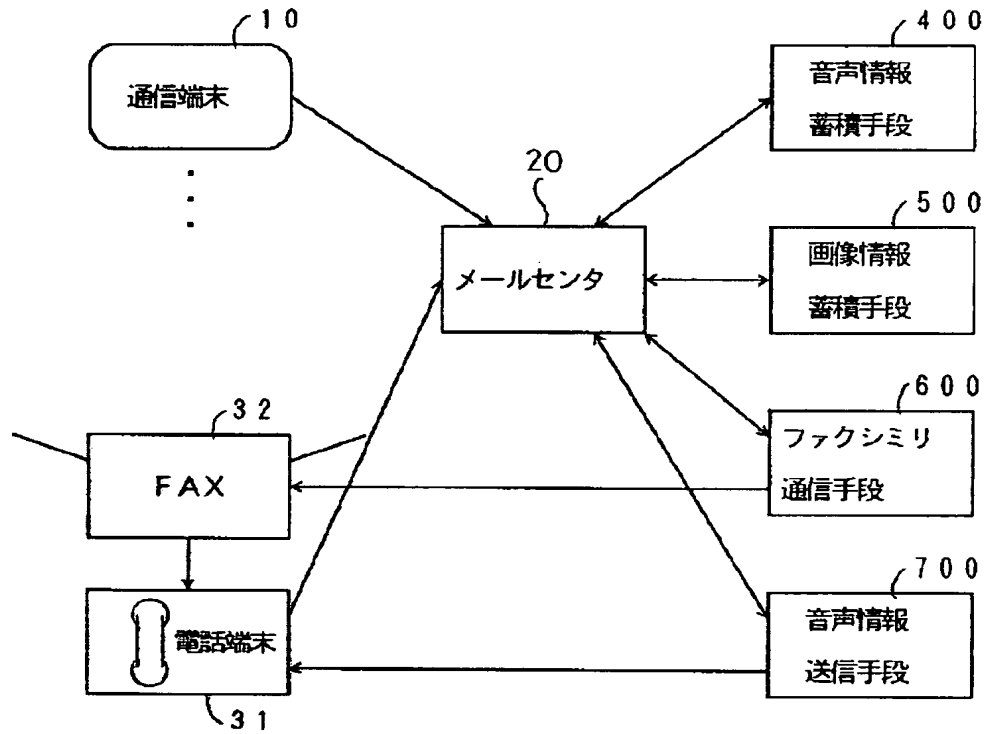 10
通信端末
400
音声情報
蓄積手段
20
メールセンタ
500
画像情報
蓄積手段
32
FAX
600
ファクシミリ
通信手段
電話端末
31
700
音声情報
送信手段